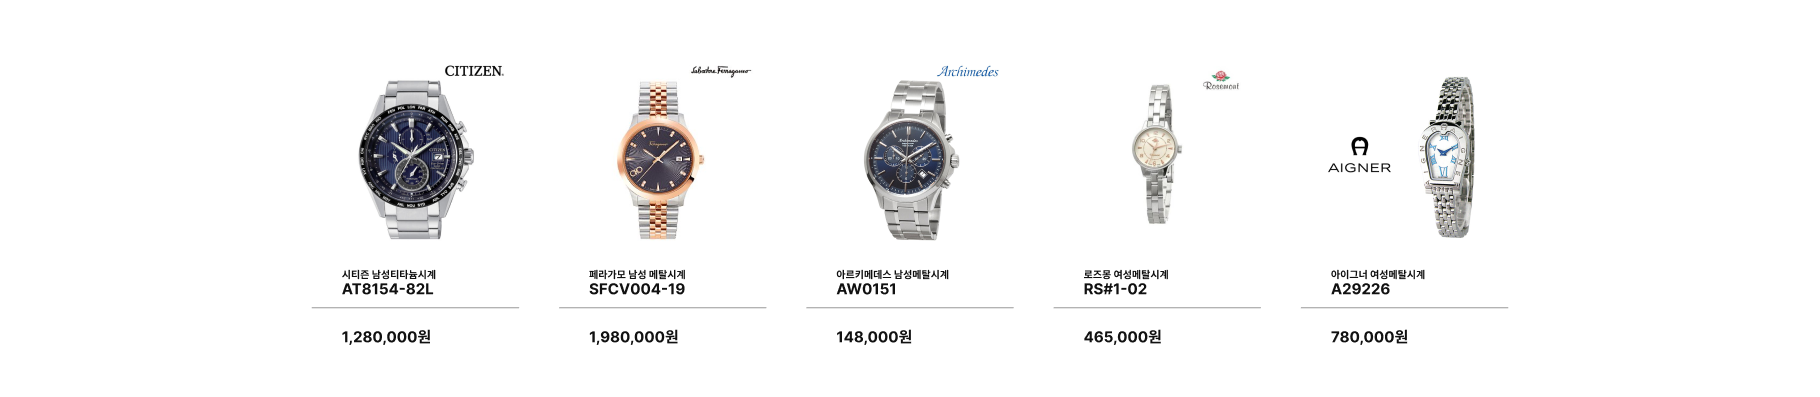 CITIZEN
시티즌 남성티타늄시계
AT8154-82L
1,280,000원
Salvatore Ferragamo
페라가모 남성 메탈시계
SFCV004-19
1,980,000원
Archimedes
아르키메데스 남성메탈시계
AW0151
148,000원
Rosemont
로즈몽 여성메탈시계
RS#1-02
465,000원
AIGNER
아이그너 여성메탈시계
A29226
780,000원